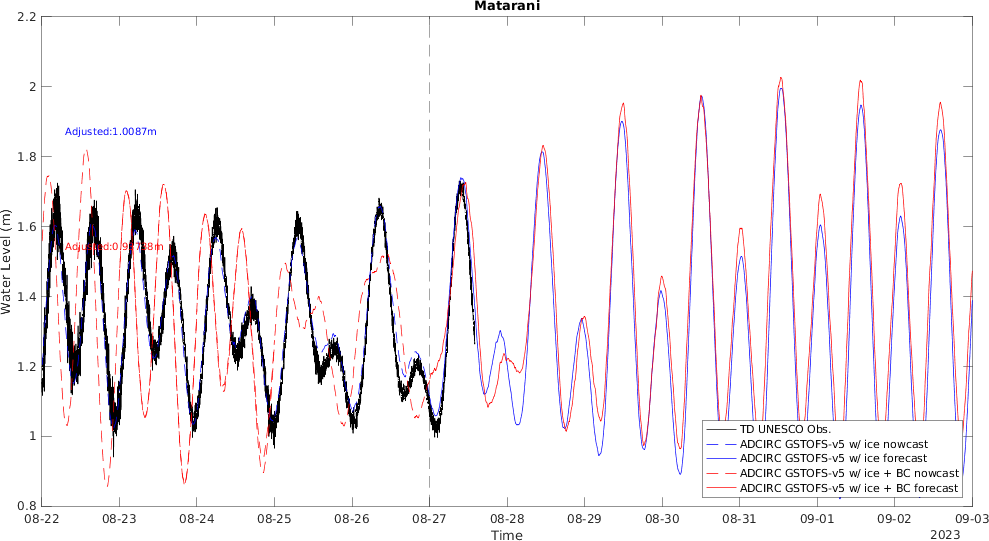 Matarani
2.2
2
1.8
1.6
1.4
1.2
1
0.8
Water Level (m)
Adjusted:1.0087m
08-22 08-23 08-24 08-25 08-26 08-27 08-28 08-29 08-30 08-31 09-01 09-02 09-03
Time
2023
TD UNESCO Obs.
ADCIRC GSTOFS-v5 w/ ice nowcast
ADCIRC GSTOFS-v5 w/ ice forecast
ADCIRC GSTOFS-v5 w/ ice + BC nowcast
ADCIRC GSTOFS-v5 w/ ice + BC forecast